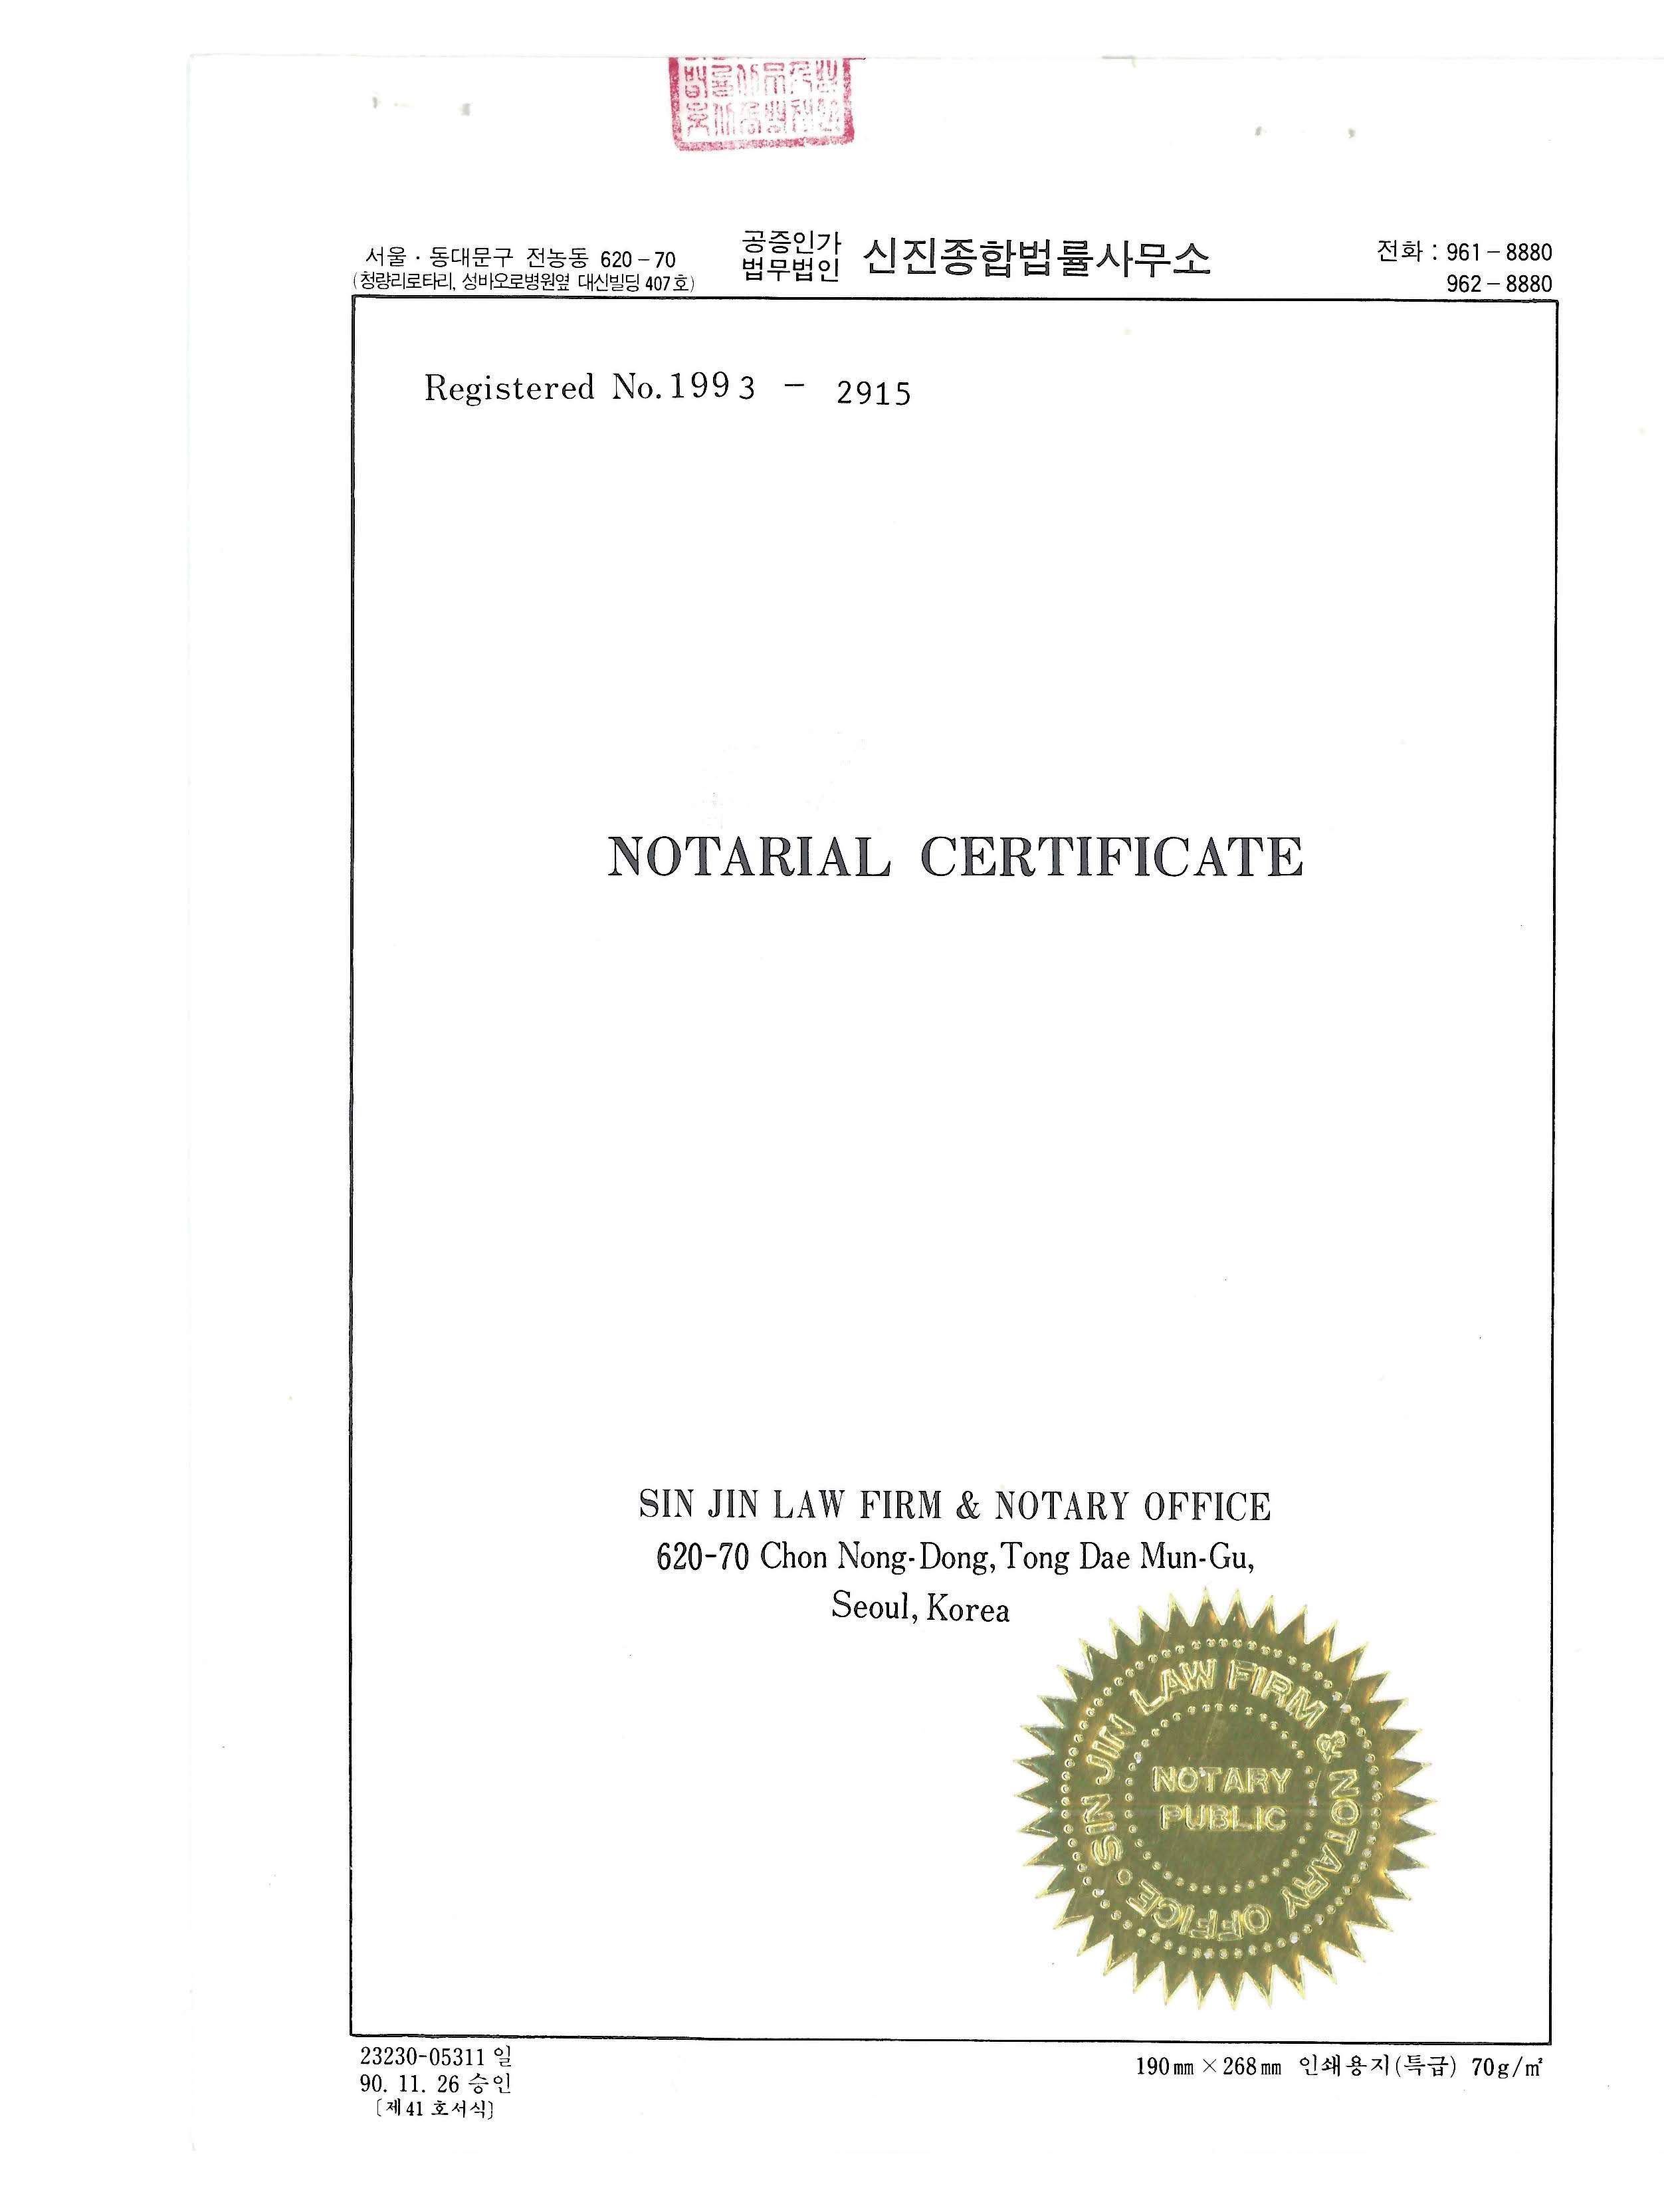 서울 · 동대문구 전농동 620 - 70
(청량리로타리, 성바오로병원옆 대신빌딩 407호)
공증인가
법무법인
신진종합법률사무소
전화 : 961 - 8880
962 - 8880
Registered No. 1993 - 2915
NOTARIAL CERTIFICATE
SIN JIN LAW FIRM & NOTARY OFFICE
620-70 Chon Nong-Dong, Tong Dae Mun-Gu,
Seoul, Korea
SIN JIN LAW FIRM & NOTARY OFFICE
NOTARY
PUBLIC
23230-05311 일
90. 11. 26 승인
〔제 41 호서식〕
190㎜ × 268㎜ 인쇄용지(특급) 70g/㎡